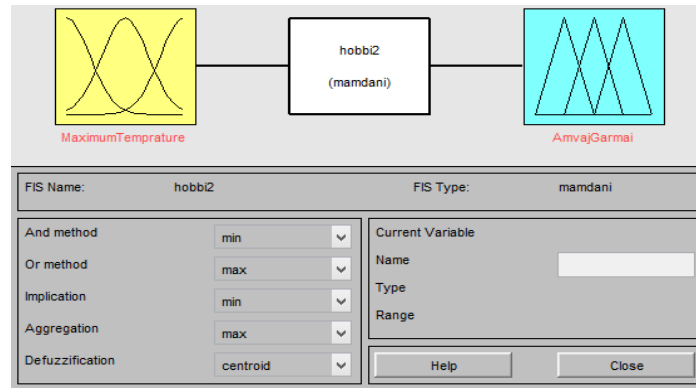 hobbi2
(mamdani)
MaximumTemprature
AmvajGarmai
FIS Name: hobbi2
FIS Type: mamdani
And method min
Or method max
Implication min
Aggregation max
Defuzzification centroid
Current Variable
Name
Type
Range
Help
Close